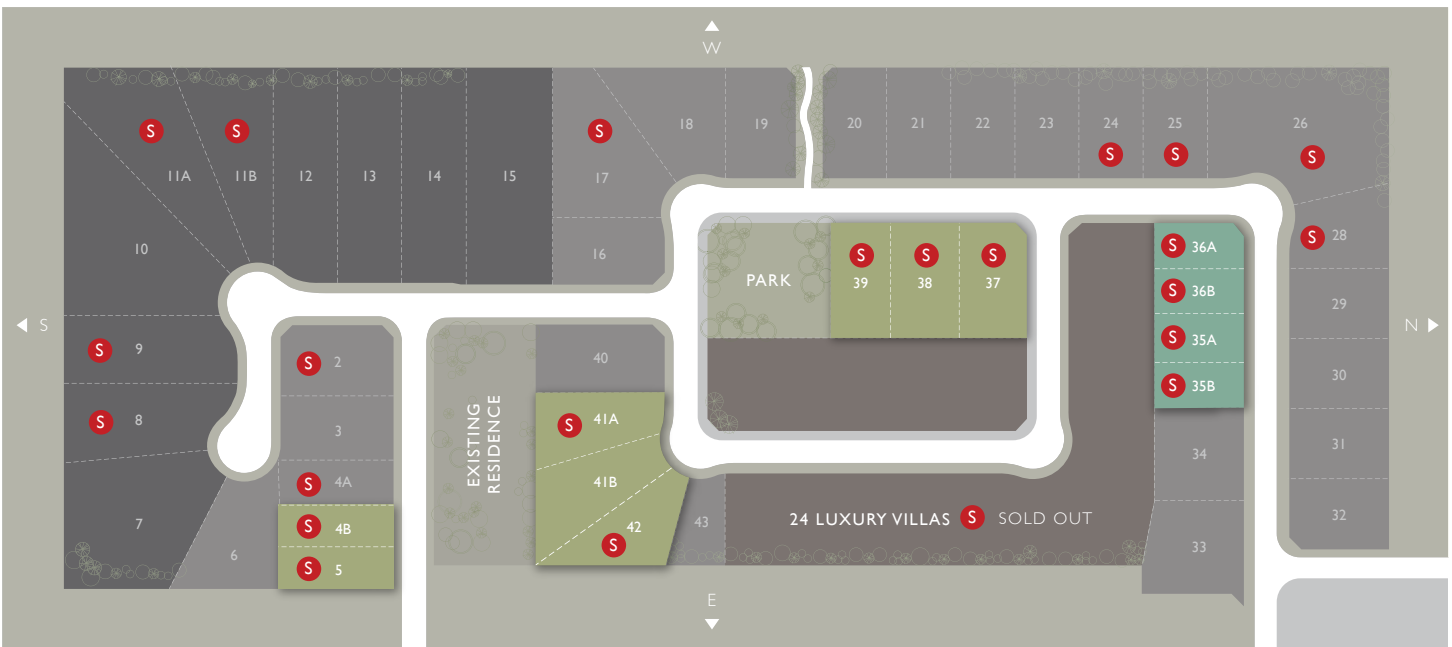 W
S
S
S
18
19
20
21
22
23
24
25
26
S
S
S
11A
11B
12
13
14
15
17
10
16
S
28
S
36A
PARK
S
S
S
39
38
37
S
36B
29
S
N
S
9
S
2
40
S
35A
S
35B
30
S
8
3
S
41A
34
31
EXISTING
RESIDENCE
S
4A
41B
7
S
4B
42
S
43
24 LUXURY VILLAS S SOLD OUT
32
6
S
5
33
E